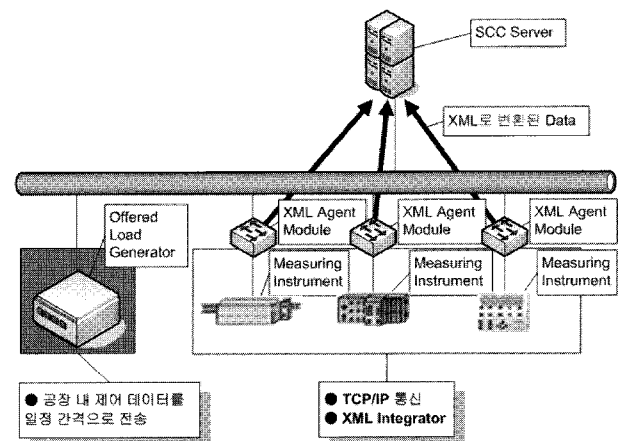 SCC Server
XML로 변환된 Data
Offered
Load
Generator
XML Agent
Module
XML Agent
Module
XML Agent
Module
Measuring
Instrument
Measuring
Instrument
Measuring
Instrument
● 공장 내 제어 데이터를
일정 간격으로 전송
● TCP/IP 통신
● XML Integrator